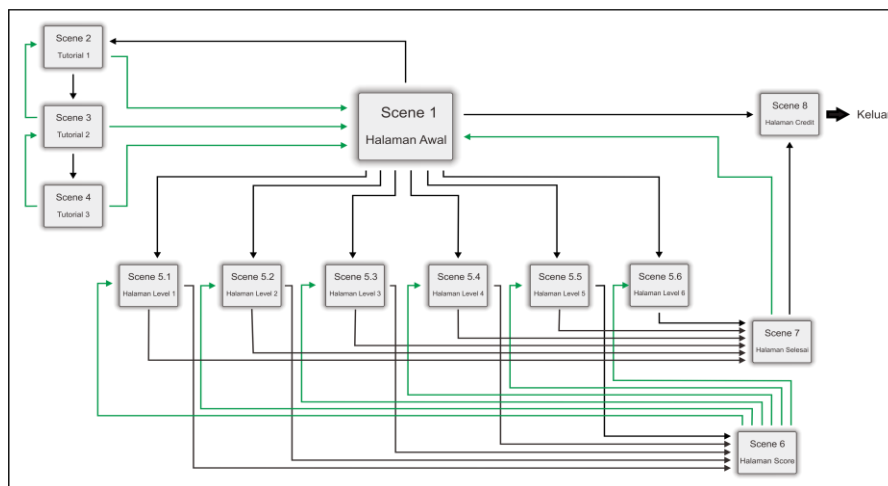 Scene 2
Tutorial 1
Scene 3
Tutorial 2
Scene 4
Tutorial 3
Scene 1
Halaman Awal
Scene 8
Halaman Credit
Keluar
Scene 5.1
Halaman Level 1
Scene 5.2
Halaman Level 2
Scene 5.3
Halaman Level 3
Scene 5.4
Halaman Level 4
Scene 5.5
Halaman Level 5
Scene 5.6
Halaman Level 6
Scene 7
Halaman Selesai
Scene 6
Halaman Score